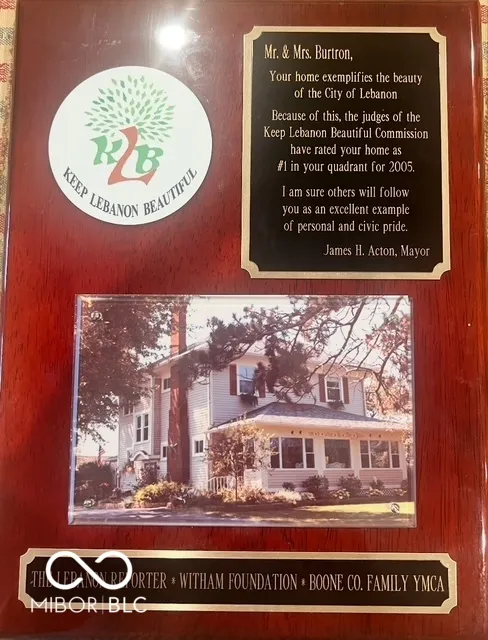 KLB
KEEP LEBANON BEAUTIFUL
Mr. & Mrs. Burtron,
Your home exemplifies the beauty
of the City of Lebanon
Because of this, the judges of the
Keep Lebanon Beautiful Commission
have rated your home as
#1 in your quadrant for 2005.
I am sure others will follow
you as an excellent example
of personal and civic pride.
James H. Acton, Mayor
THE LEBANON REPORTER * WITHAM FOUNDATION * BOONE CO. FAMILY YMCA
MIBOR BLC